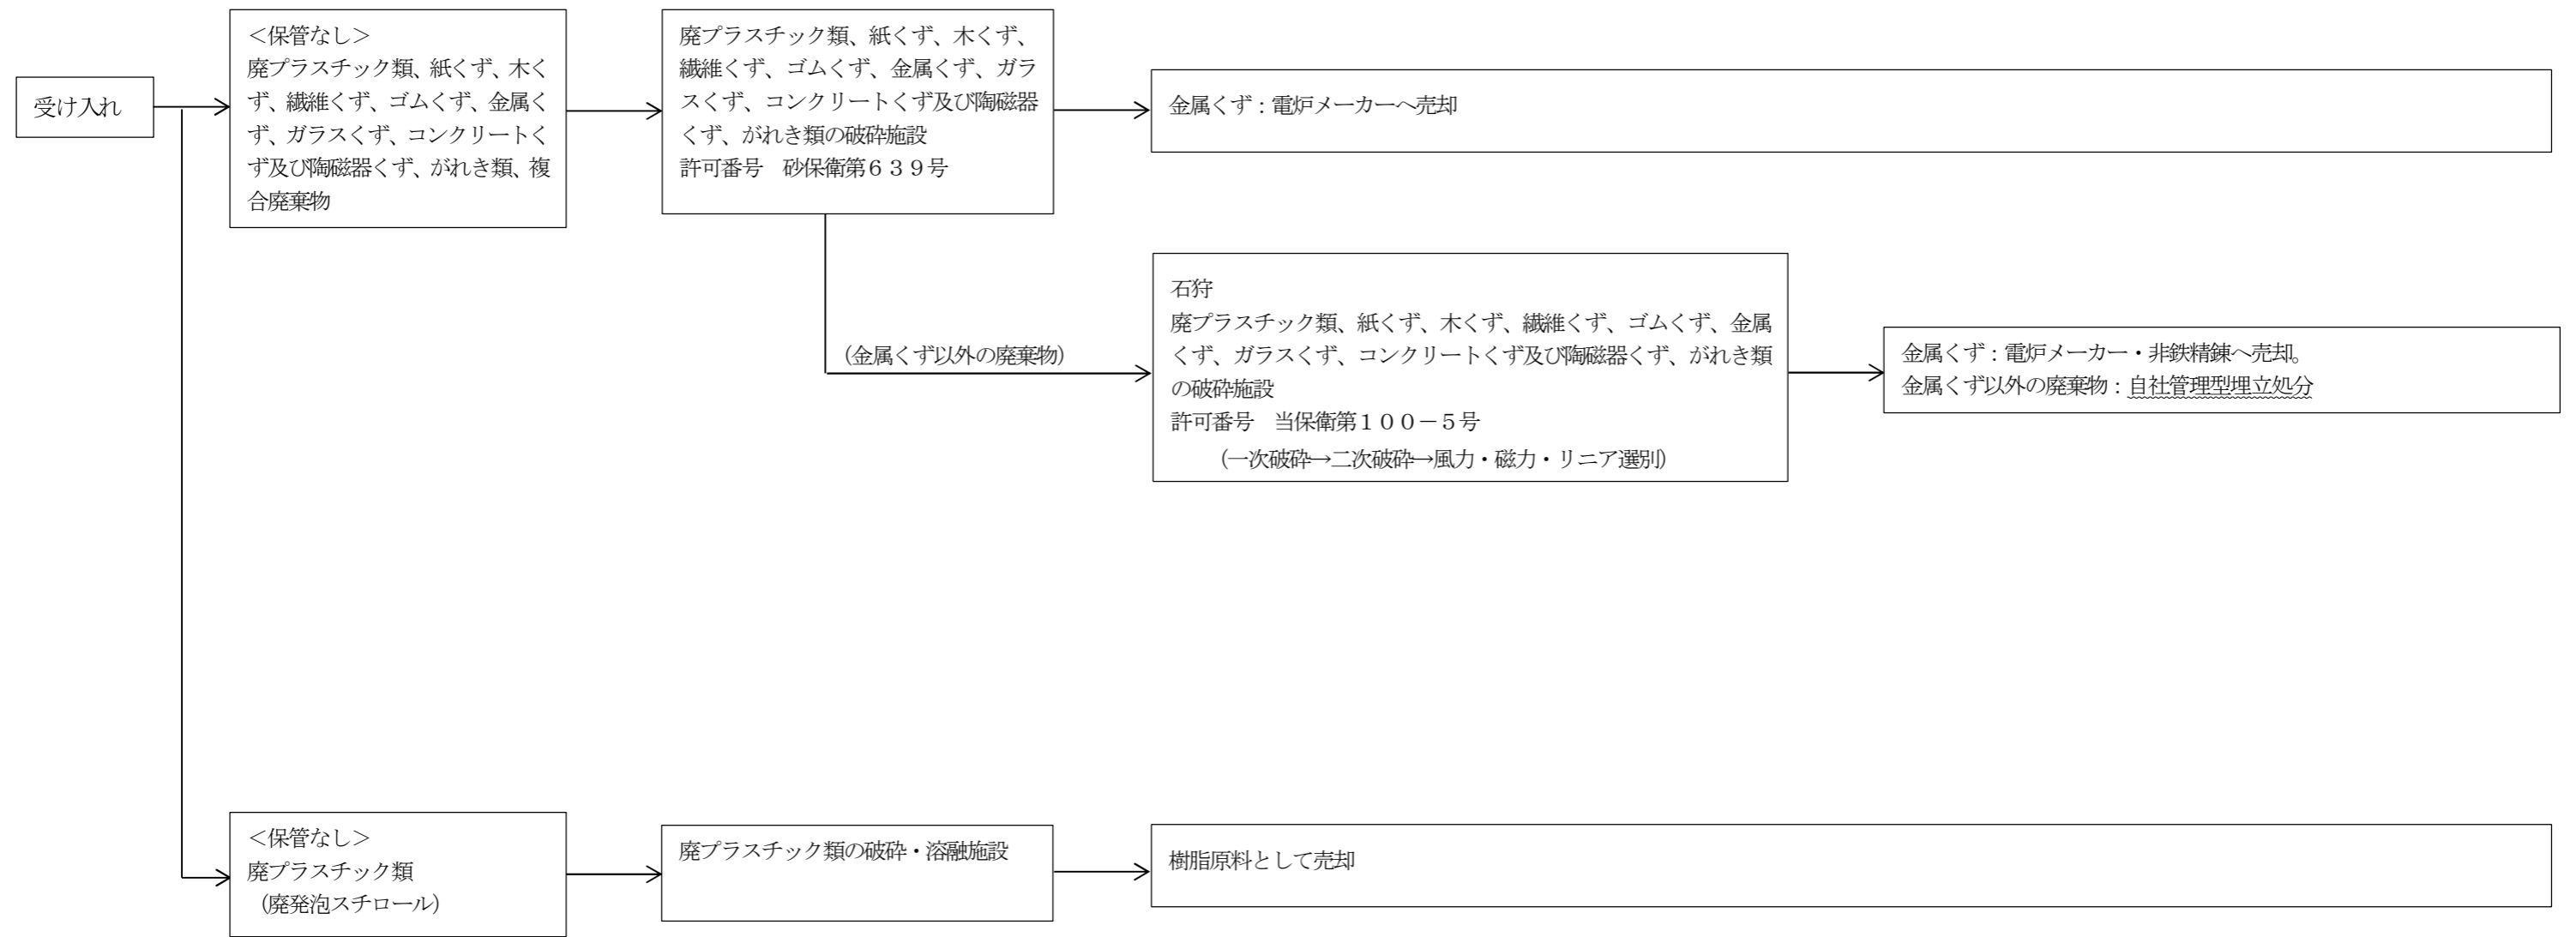 受け入れ
＜保管なし＞
廃プラスチック類、紙くず、木く
ず、繊維くず、ゴムくず、金属く
ず、ガラスくず、コンクリートく
ず及び陶磁器くず、がれき類、複
合廃棄物
廃プラスチック類、紙くず、木くず、
繊維くず、ゴムくず、金属くず、ガラ
スくず、コンクリートくず及び陶磁器
くず、がれき類の破砕施設
許可番号　砂保衛第６３９号
金属くず：電炉メーカーへ売却
（金属くず以外の廃棄物）
石狩
廃プラスチック類、紙くず、木くず、繊維くず、ゴムくず、金属
くず、ガラスくず、コンクリートくず及び陶磁器くず、がれき類
の破砕施設
許可番号　当保衛第１００－５号
（一次破砕→二次破砕→風力・磁力・リニア選別）
金属くず：電炉メーカー・非鉄精錬へ売却。
金属くず以外の廃棄物：自社管理型埋立処分
＜保管なし＞
廃プラスチック類
（廃発泡スチロール）
廃プラスチック類の破砕・溶融施設
樹脂原料として売却